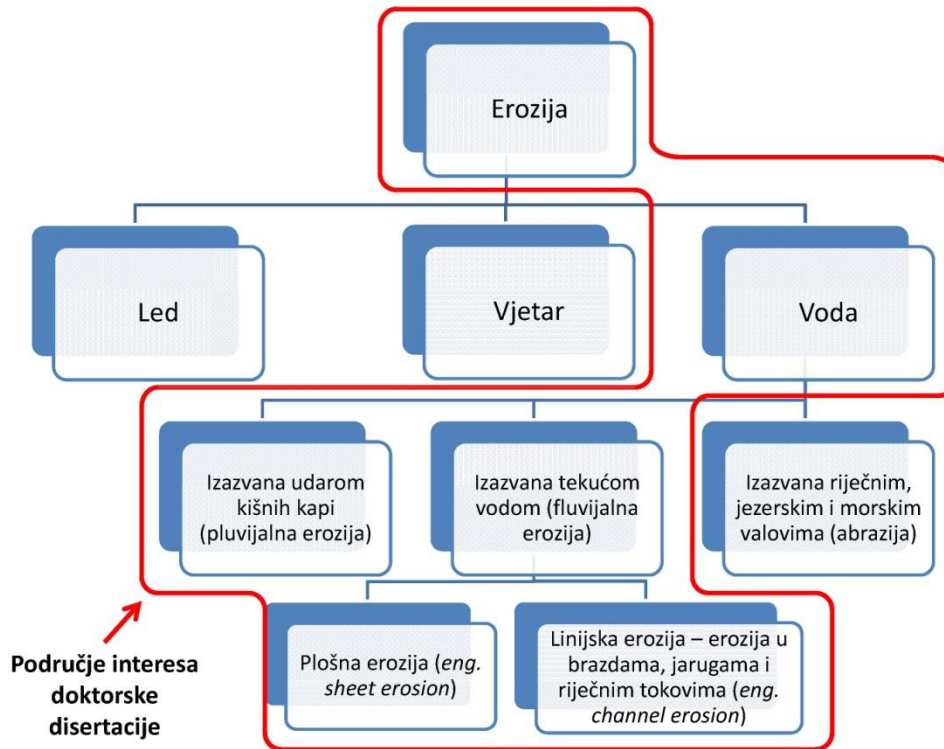 Erozija
Led
Vjetar
Voda
Izazvana udarom
kišnih kapi
(pluvijalna erozija)
Izazvana tekućom
vodom (fluvijalna
erozija)
Izazvana riječnim,
jezerskim i morskim
valovima (abrazija)
Plošna erozija (eng.
sheet erosion)
Linijska erozija – erozija u
brazdama, jarugama i
riječnim tokovima (eng.
channel erosion)
Područje interesa
doktorske
disertacije